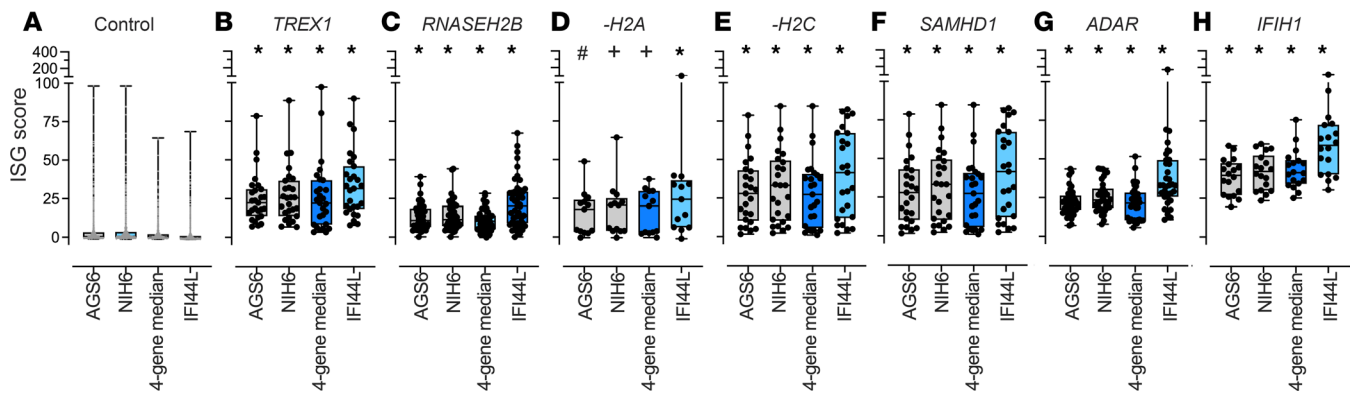 A Control
B TREX1
C RNASEH2B
D -H2A
E -H2C
F SAMHD1
G ADAR
H IFIH1
ISG score
400
200
100
75
50
25
0
* * * *
* * * *
# + + *
* * * *
* * * *
* * * *
* * * *
AGS6
NIH6
4-gene median
IFI44L
AGS6
NIH6
4-gene median
IFI44L
AGS6
NIH6
4-gene median
IFI44L
AGS6
NIH6
4-gene median
IFI44L
AGS6
NIH6
4-gene median
IFI44L
AGS6
NIH6
4-gene median
IFI44L
AGS6
NIH6
4-gene median
IFI44L
AGS6
NIH6
4-gene median
IFI44L